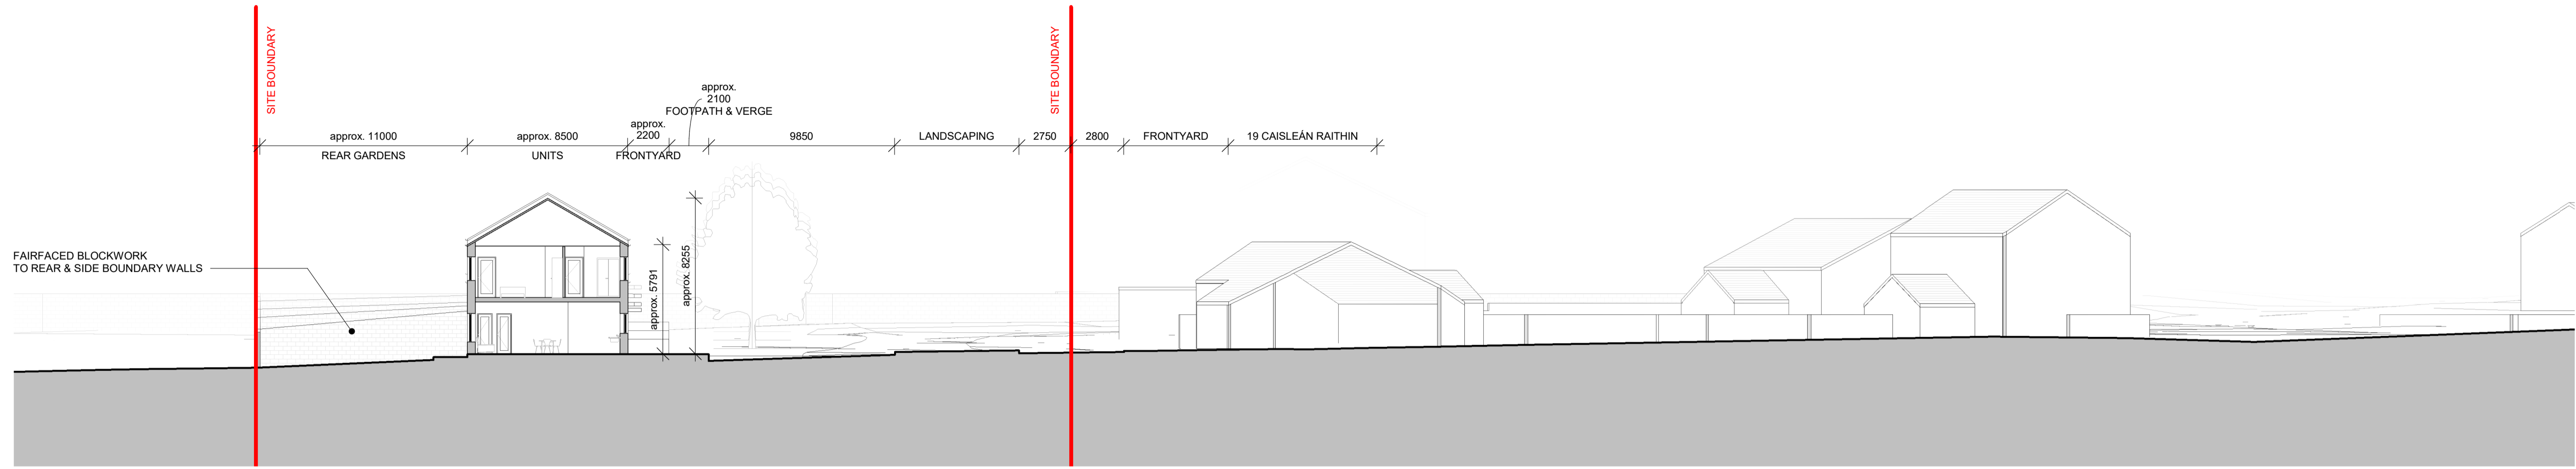 SITE BOUNDARY
SITE BOUNDARY
approx.
2100
FOOTPATH & VERGE
approx. 11000
REAR GARDENS
approx. 8500
UNITS
approx.
2200
FRONTYARD
9850
LANDSCAPING
2750
2800
FRONTYARD
19 CAISLEÁN RAITHIN
FAIRFACED BLOCKWORK
TO REAR & SIDE BOUNDARY WALLS
approx. 5791
approx. 8255